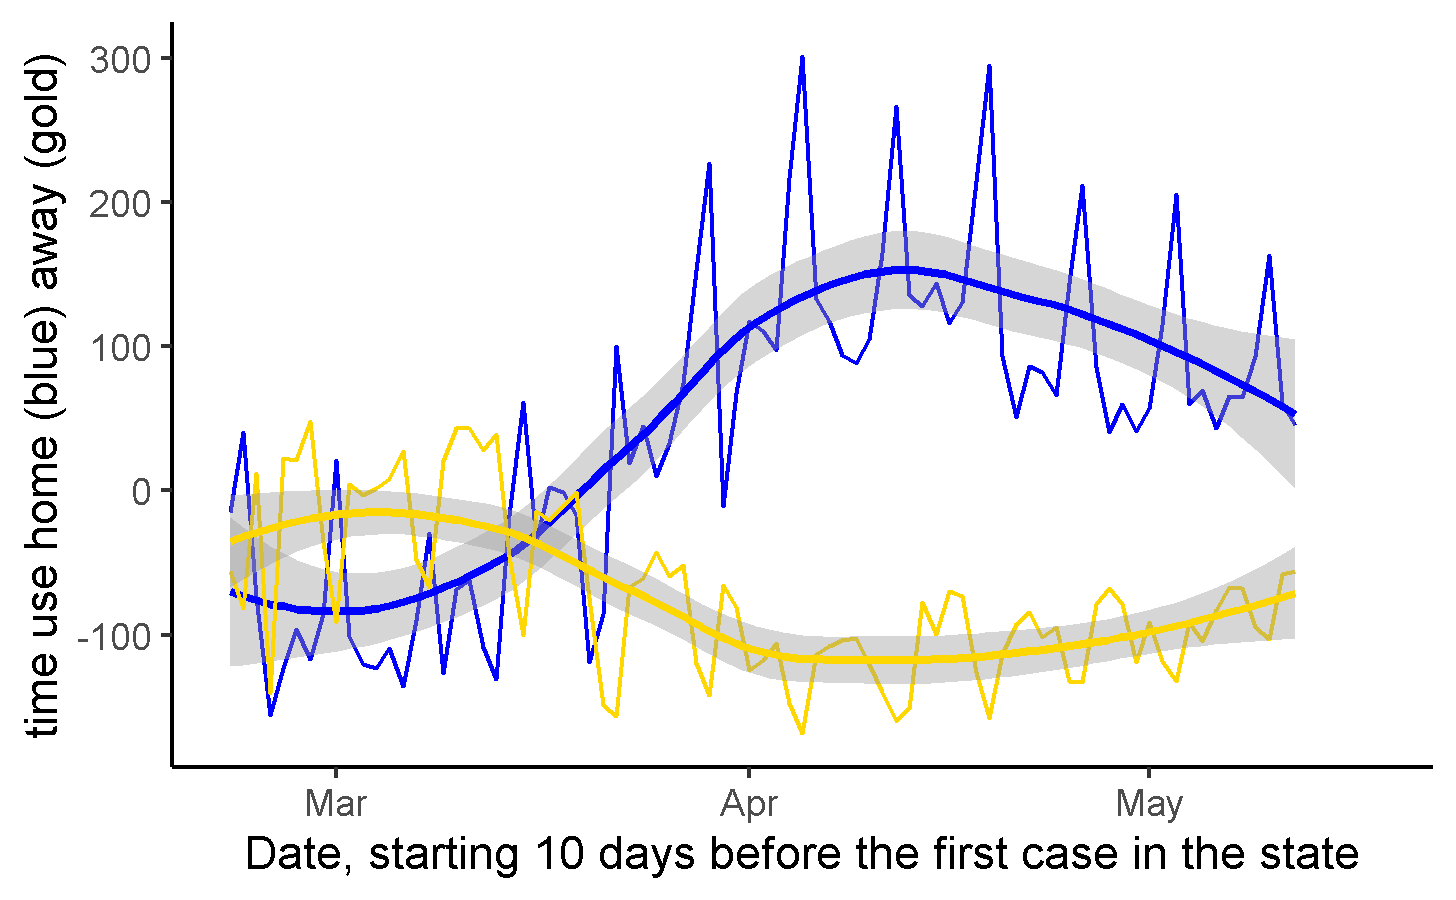 time use home (blue) away (gold)
300
200
100
0
-100
Mar
Apr
May
Date, starting 10 days before the first case in the state